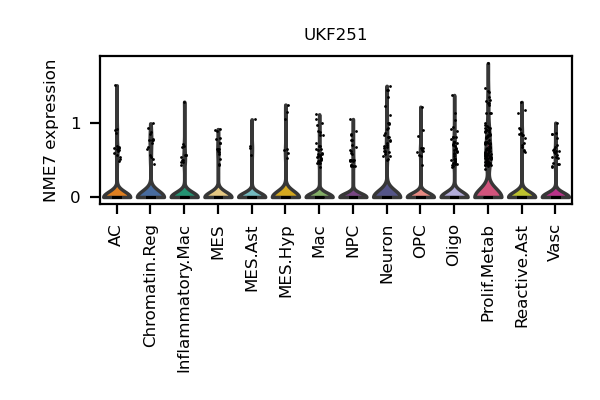 UKF251
NME7 expression
1
0
AC
Chromatin.Reg
Inflammatory.Mac
MES
MES.Ast
MES.Hyp
Mac
NPC
Neuron
OPC
Oligo
Prolif.Metab
Reactive.Ast
Vasc